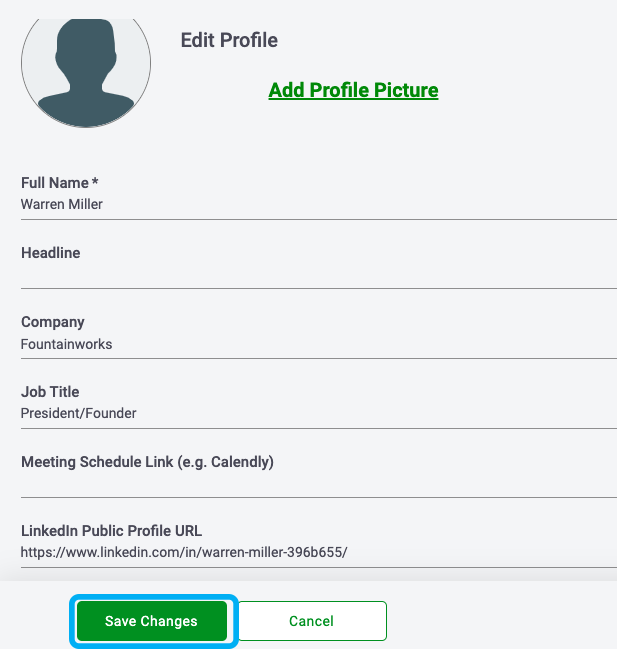 Edit Profile
Add Profile Picture
Full Name *
Warren Miller
Headline
Company
Fountainworks
Job Title
President/Founder
Meeting Schedule Link (e.g. Calendly)
LinkedIn Public Profile URL
https://www.linkedin.com/in/warren-miller-396b655/
Save Changes
Cancel